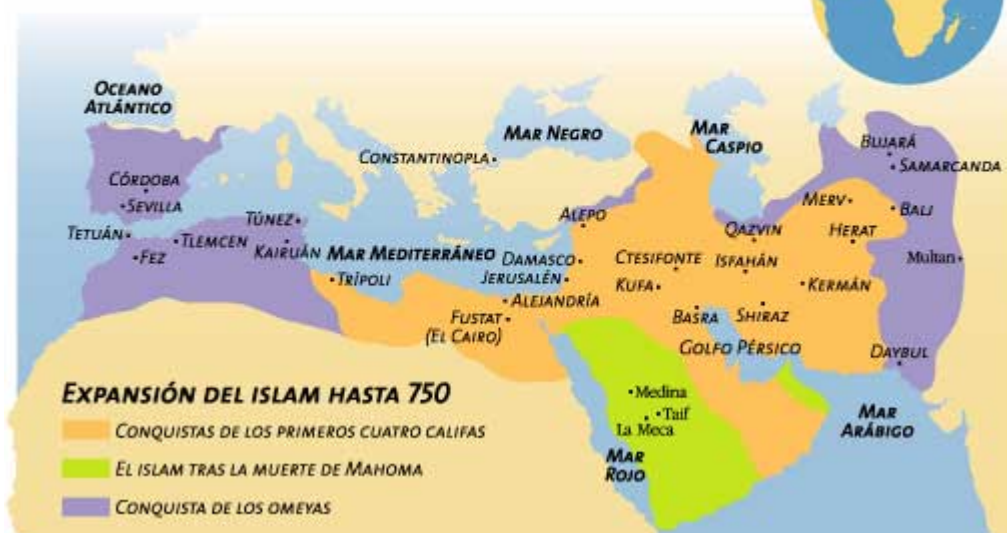 OCEANO
ATLÁNTICO
MAR NEGRO
MAR
CASPIO
BUJARÁ
SAMARCANDA
CONSTANTINOPLA
CÓRDOBA
SEVILLA
MERV
BALJ
TÚNEZ
ALEPO
QAZVIN
HERAT
TETUÁN
TLEMCEN
FEZ
KAIRUÁN
MAR MEDITERRÁNEO
DAMASCO
CTESIFONTE
ISFAHÁN
Multan
TRÍPOLI
JERUSALÉN
KUFA
KERMÁN
ALEJANDRÍA
FUSTAT
(EL CAIRO)
BASRA
SHIRAZ
GOLFO PÉRSICO
DAYBUL
EXPANSIÓN DEL ISLAM HASTA 750
Medina
Taif
La Meca
MAR
ARÁBIGO
CONQUISTAS DE LOS PRIMEROS CUATRO CALIFAS
MAR
ROJO
EL ISLAM TRAS LA MUERTE DE MAHOMA
CONQUISTA DE LOS OMEYAS